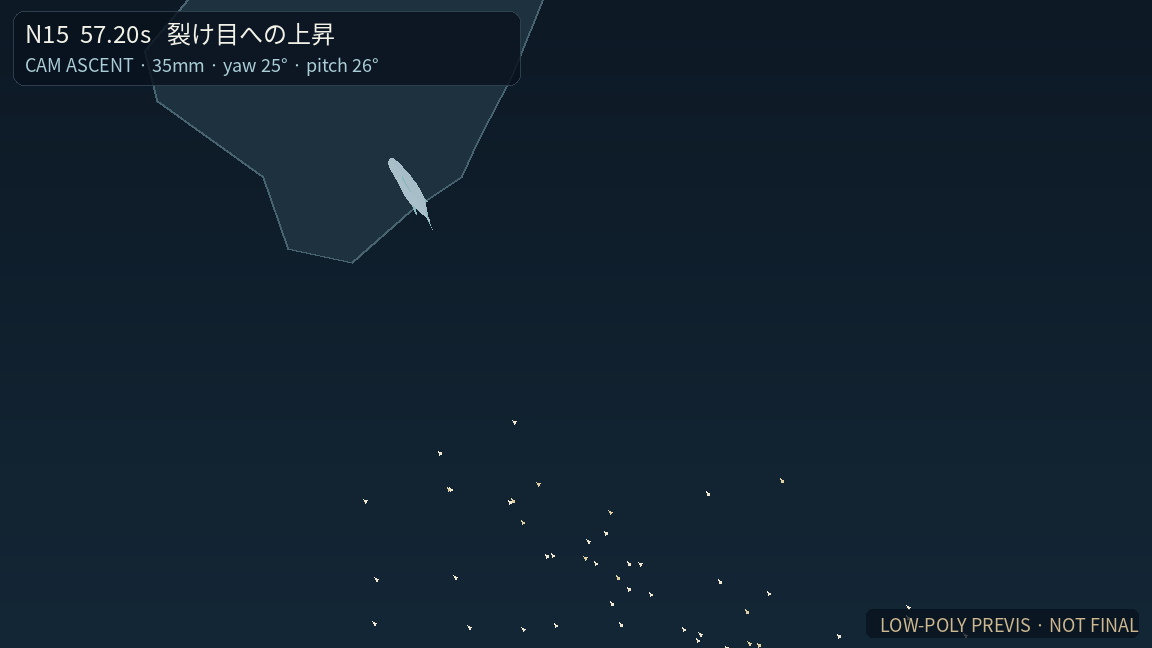 N15 57.20s 裂け目への上昇
CAM ASCENT · 35mm · yaw 25° · pitch 26°
LOW-POLY PREVIS · NOT FINAL